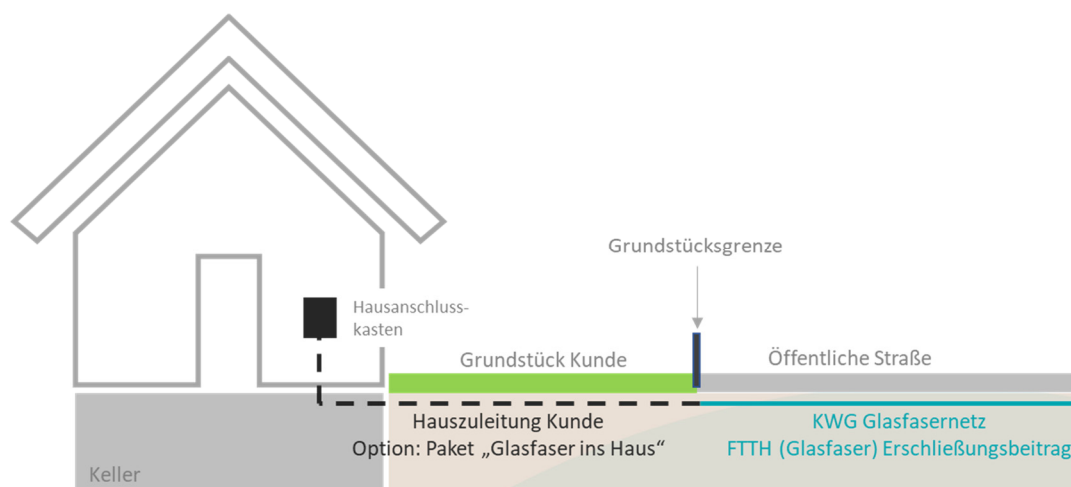 Grundstücksgrenze
Hausanschluss-
kasten
Grundstück Kunde
Öffentliche Straße
Hauszuleitung Kunde
Option: Paket „Glasfaser ins Haus“
KWG Glasfasernetz
FTTH (Glasfaser) Erschließungsbeitrag
Keller